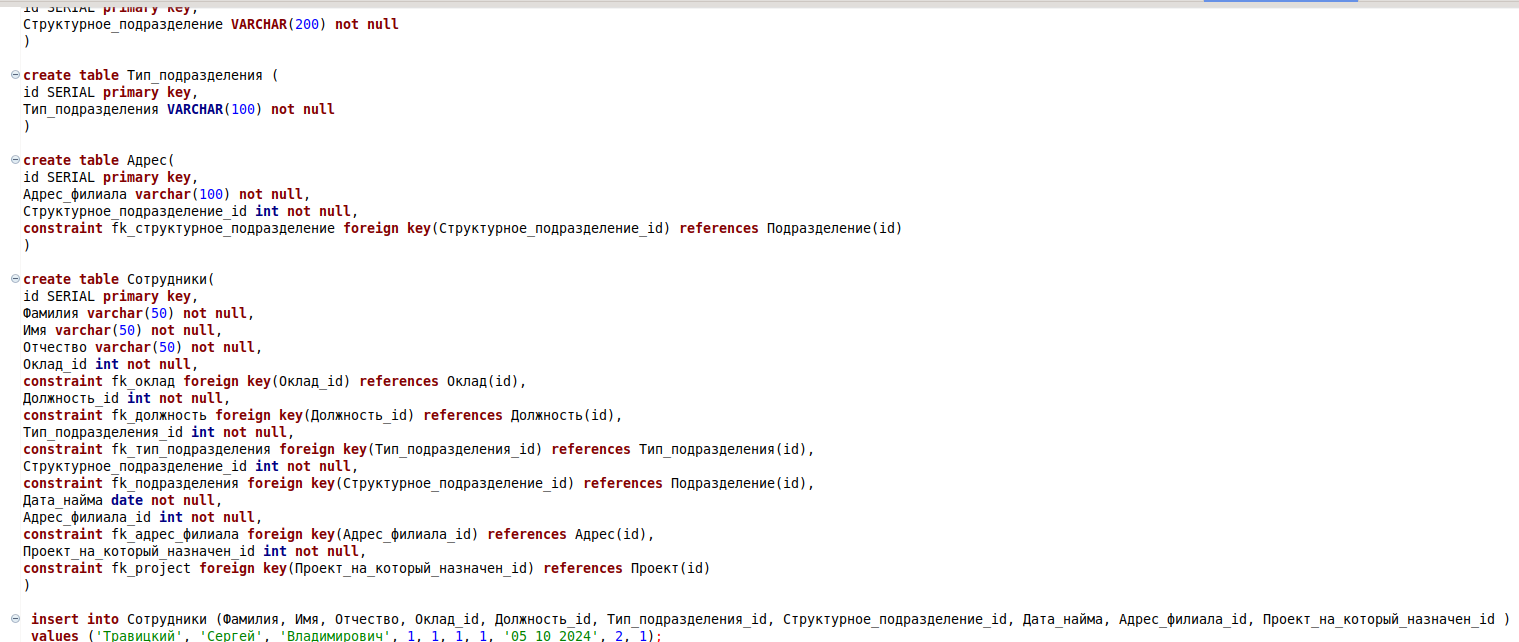 id SERIAL primary key,
Структурное_подразделение VARCHAR(200) not null
)
create table Тип_подразделения (
id SERIAL primary key,
Тип_подразделения VARCHAR(100) not null
)
create table Адрес(
id SERIAL primary key,
Адрес_филиала varchar(100) not null,
Структурное_подразделение_id int not null,
constraint fk_структурное_подразделение foreign key(Структурное_подразделение_id) references Подразделение(id)
)
create table Сотрудники(
id SERIAL primary key,
Фамилия varchar(50) not null,
Имя varchar(50) not null,
Отчество varchar(50) not null,
Оклад_id int not null,
constraint fk_оклад foreign key(Оклад_id) references Оклад(id),
Должность_id int not null,
constraint fk_должность foreign key(Должность_id) references Должность(id),
Тип_подразделения_id int not null,
constraint fk_тип_подразделения foreign key(Тип_подразделения_id) references Тип_подразделения(id),
Структурное_подразделение_id int not null,
constraint fk_подразделения foreign key(Структурное_подразделение_id) references Подразделение(id),
Дата_найма date not null,
Адрес_филиала_id int not null,
constraint fk_адрес_филиала foreign key(Адрес_филиала_id) references Адрес(id),
Проект_на_который_назначен_id int not null,
constraint fk_project foreign key(Проект_на_который_назначен_id) references Проект(id)
)
insert into Сотрудники (Фамилия, Имя, Отчество, Оклад_id, Должность_id, Тип_подразделения_id, Структурное_подразделение_id, Дата_найма, Адрес_филиала_id, Проект_на_который_назначен_id )
values ('Травицкий', 'Сергей', 'Владимирович', 1, 1, 1, 1, '05 10 2024', 2, 1);